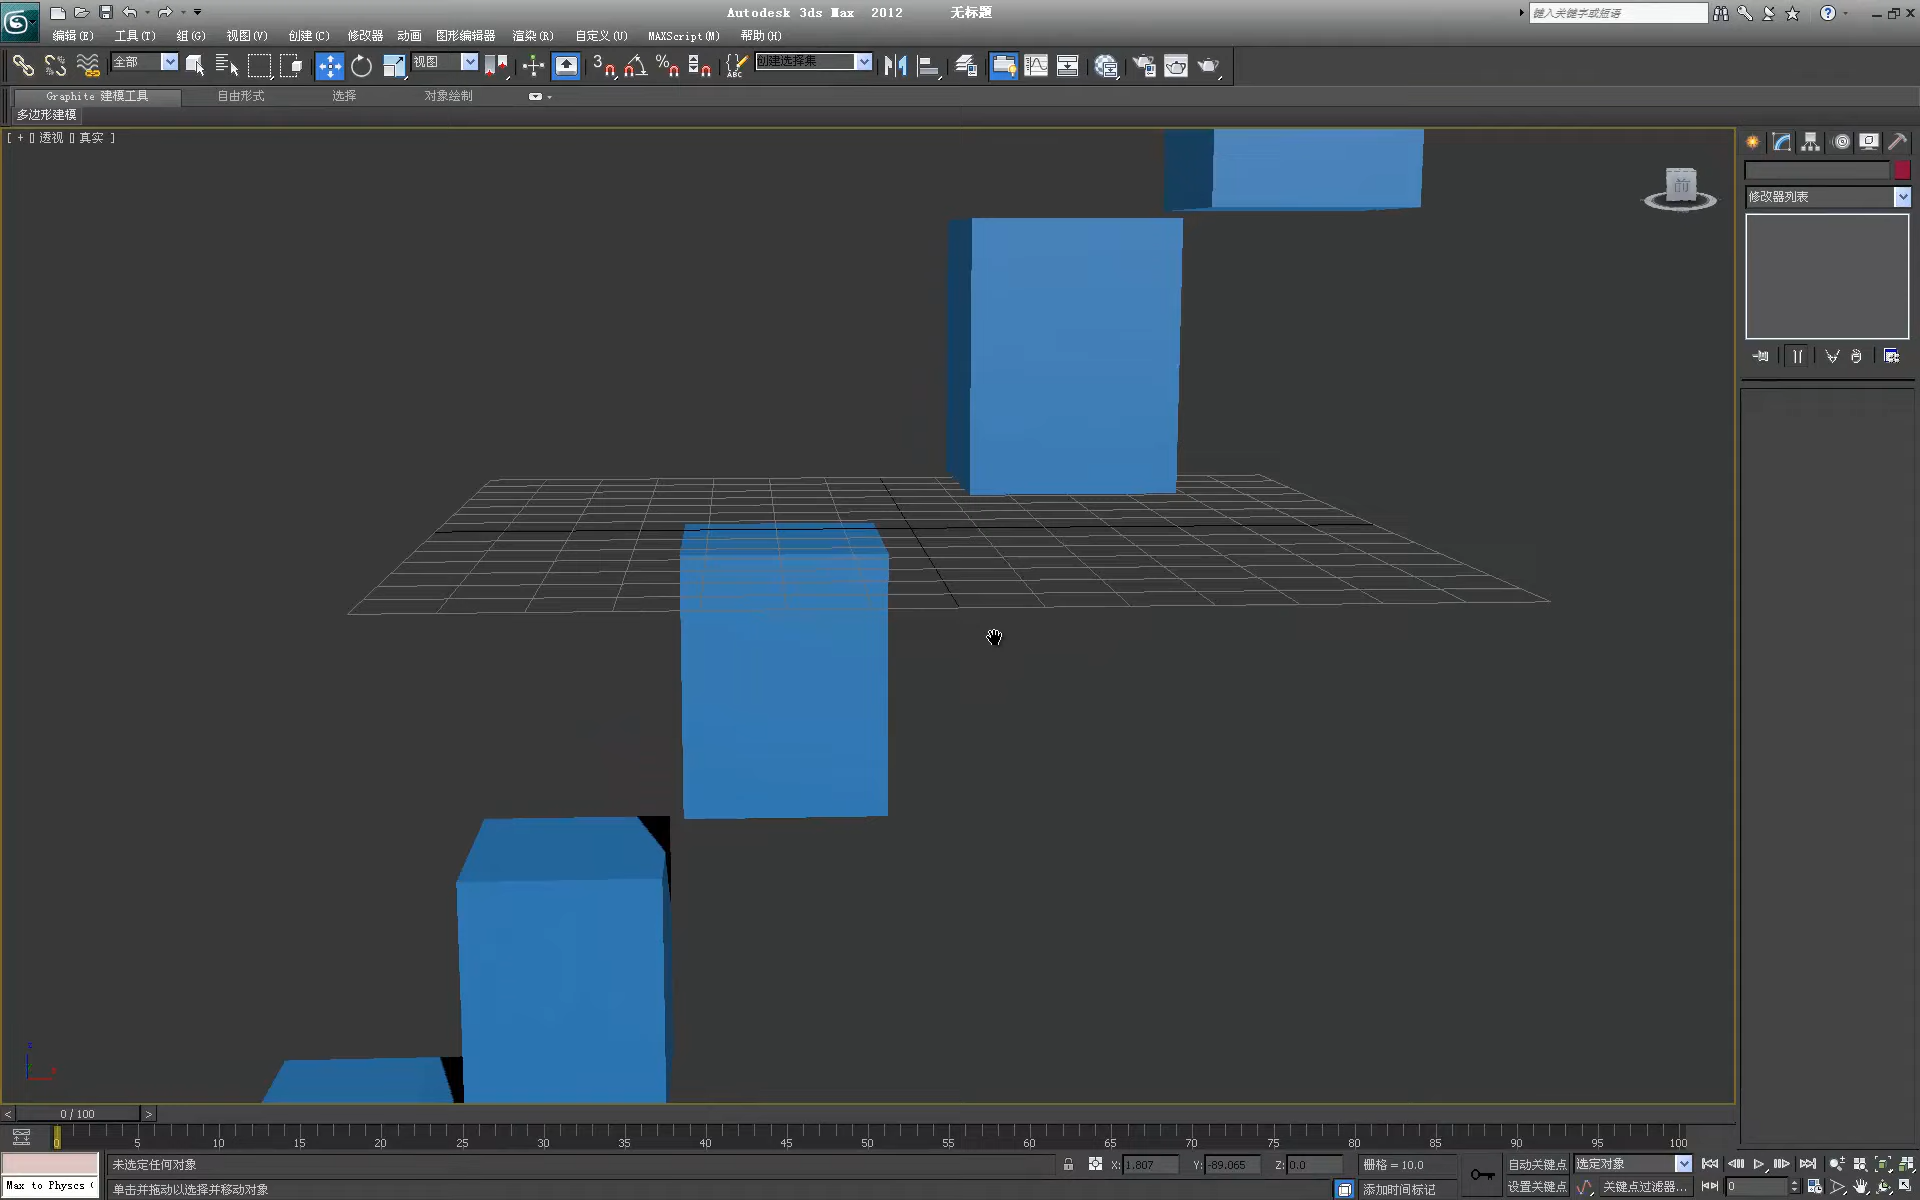 Autodesk 3ds Max 2012 无标题
键入关键字或短语
编辑(E) 工具(T) 组(G) 视图(V) 创建(C) 修改器 动画 图形编辑器 渲染(R) 自定义(U) MAXScript(M) 帮助(H)
全部 视图 3 % ABC 创建选择集
Graphite 建模工具 自由形式 选择 对象绘制
多边形建模
[ + [] 透视 [] 真实 ]
前
修改器列表
< 0 / 100 >
0 5 10 15 20 25 30 35 40 45 50 55 60 65 70 75 80 85 90 95 100
未选定任何对象 X: 1.807 Y: -89.065 Z: 0.0 栅格 = 10.0 自动关键点 选定对象
Max to Physcs ( 单击并拖动以选择并移动对象 添加时间标记 设置关键点 关键点过滤器... 0